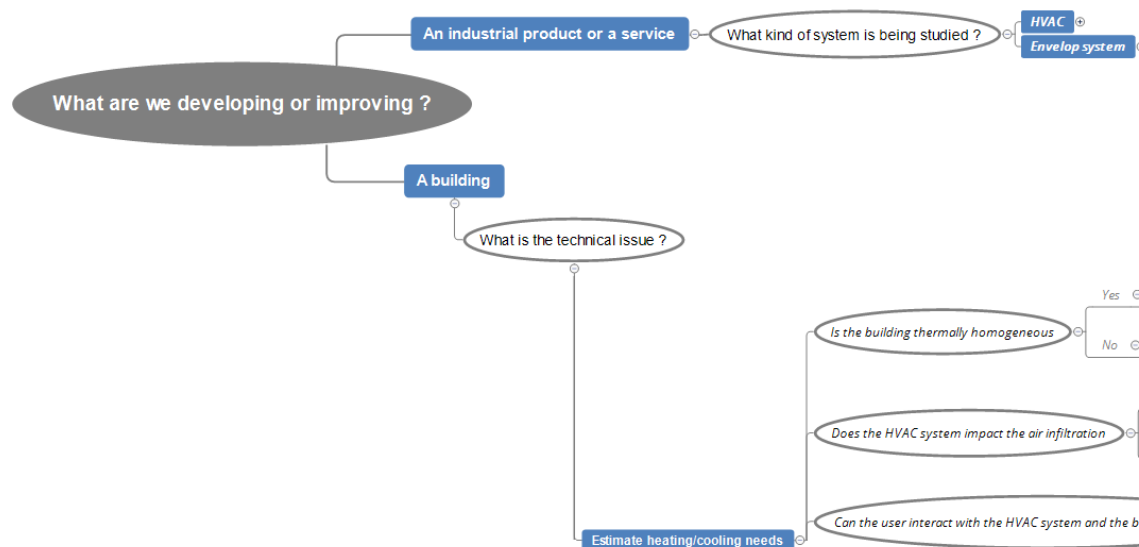 An industrial product or a service
What kind of system is being studied ?
HVAC
Envelop system
What are we developing or improving ?
A building
What is the technical issue ?
Yes
Is the building thermally homogeneous
No
Does the HVAC system impact the air infiltration
Can the user interact with the HVAC system and the b
Estimate heating/cooling needs